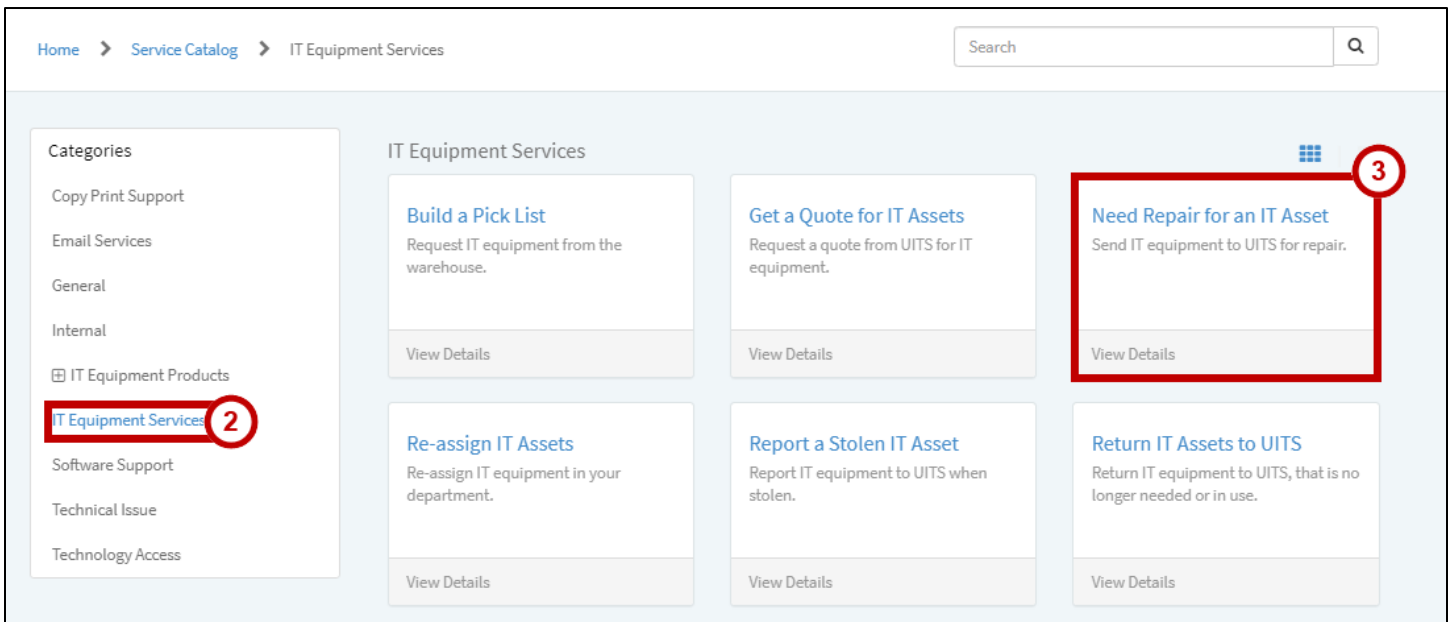 Home > Service Catalog > IT Equipment Services
Search
Categories
Copy Print Support
Email Services
General
Internal
IT Equipment Products
IT Equipment Services
2
Software Support
Technical Issue
Technology Access
IT Equipment Services
3
Build a Pick List
Request IT equipment from the
warehouse.
View Details
Get a Quote for IT Assets
Request a quote from UITS for IT
equipment.
View Details
Need Repair for an IT Asset
Send IT equipment to UITS for repair.
View Details
Re-assign IT Assets
Re-assign IT equipment in your
department.
View Details
Report a Stolen IT Asset
Report IT equipment to UITS when
stolen.
View Details
Return IT Assets to UITS
Return IT equipment to UITS, that is no
longer needed or in use.
View Details